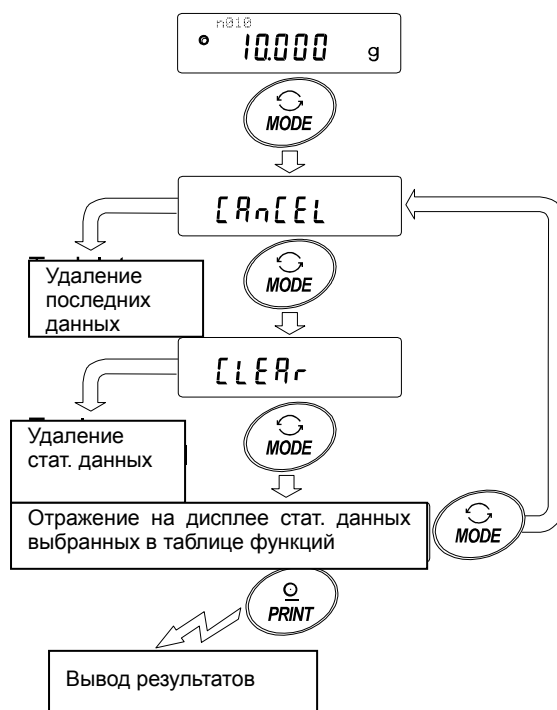 n010
10.000 g
MODE
CAnCEL
Удаление
последних
данных
MODE
CLEAr
Удаление
стат. данных
MODE
Отражение на дисплее стат. данных
выбранных в таблице функций
MODE
PRINT
Вывод результатов